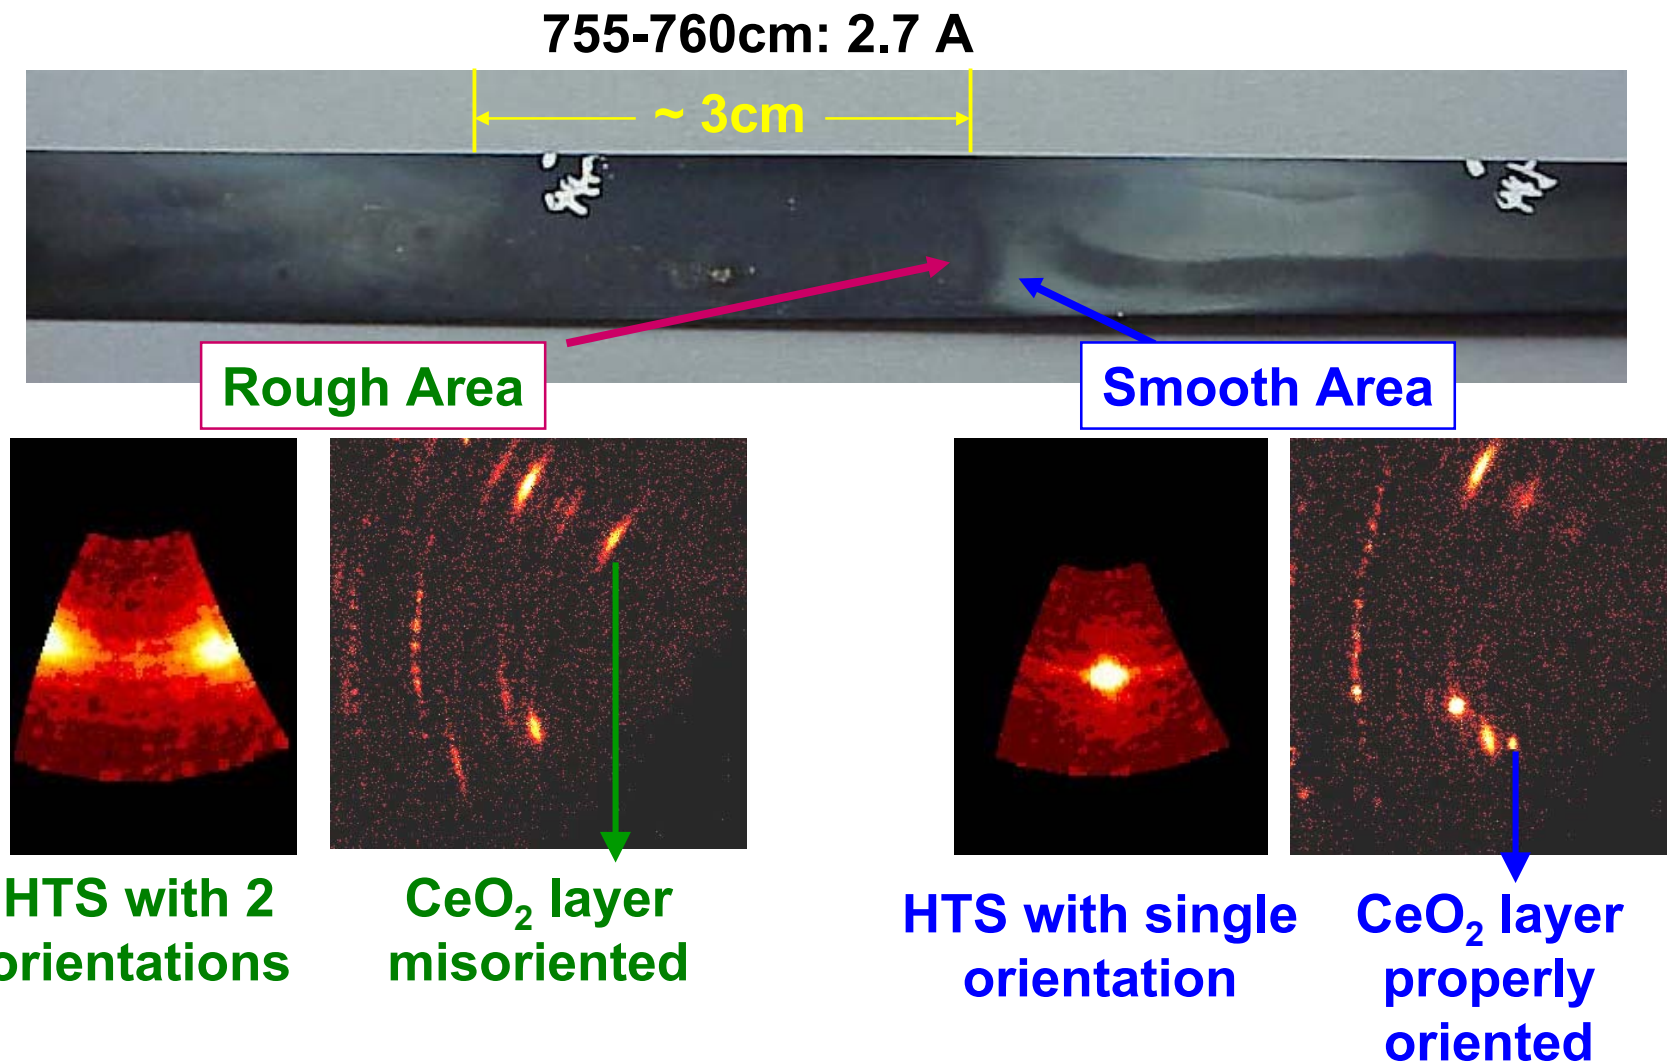 755-760cm: 2.7 A
~ 3cm
Rough Area
Smooth Area
HTS with 2
orientations
CeO₂ layer
misoriented
HTS with single
orientation
CeO₂ layer
properly
oriented